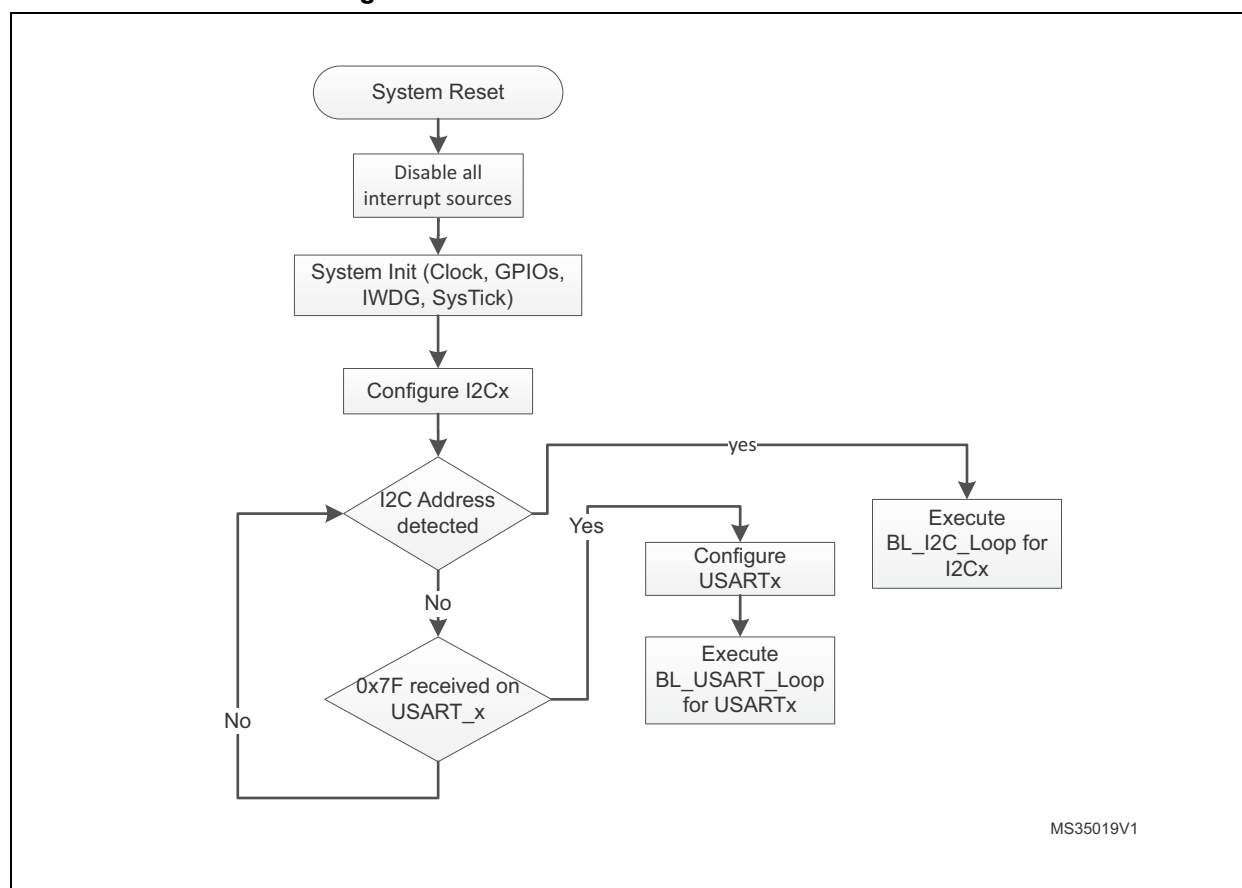 System Reset
Disable all
interrupt sources
System Init (Clock, GPIOs,
IWDG, SysTick)
Configure I2Cx
I2C Address
detected
yes
Execute
BL_I2C_Loop for
I2Cx
Yes
Configure
USARTx
Execute
BL_USART_Loop
for USARTx
No
0x7F received on
USART_x
No
MS35019V1